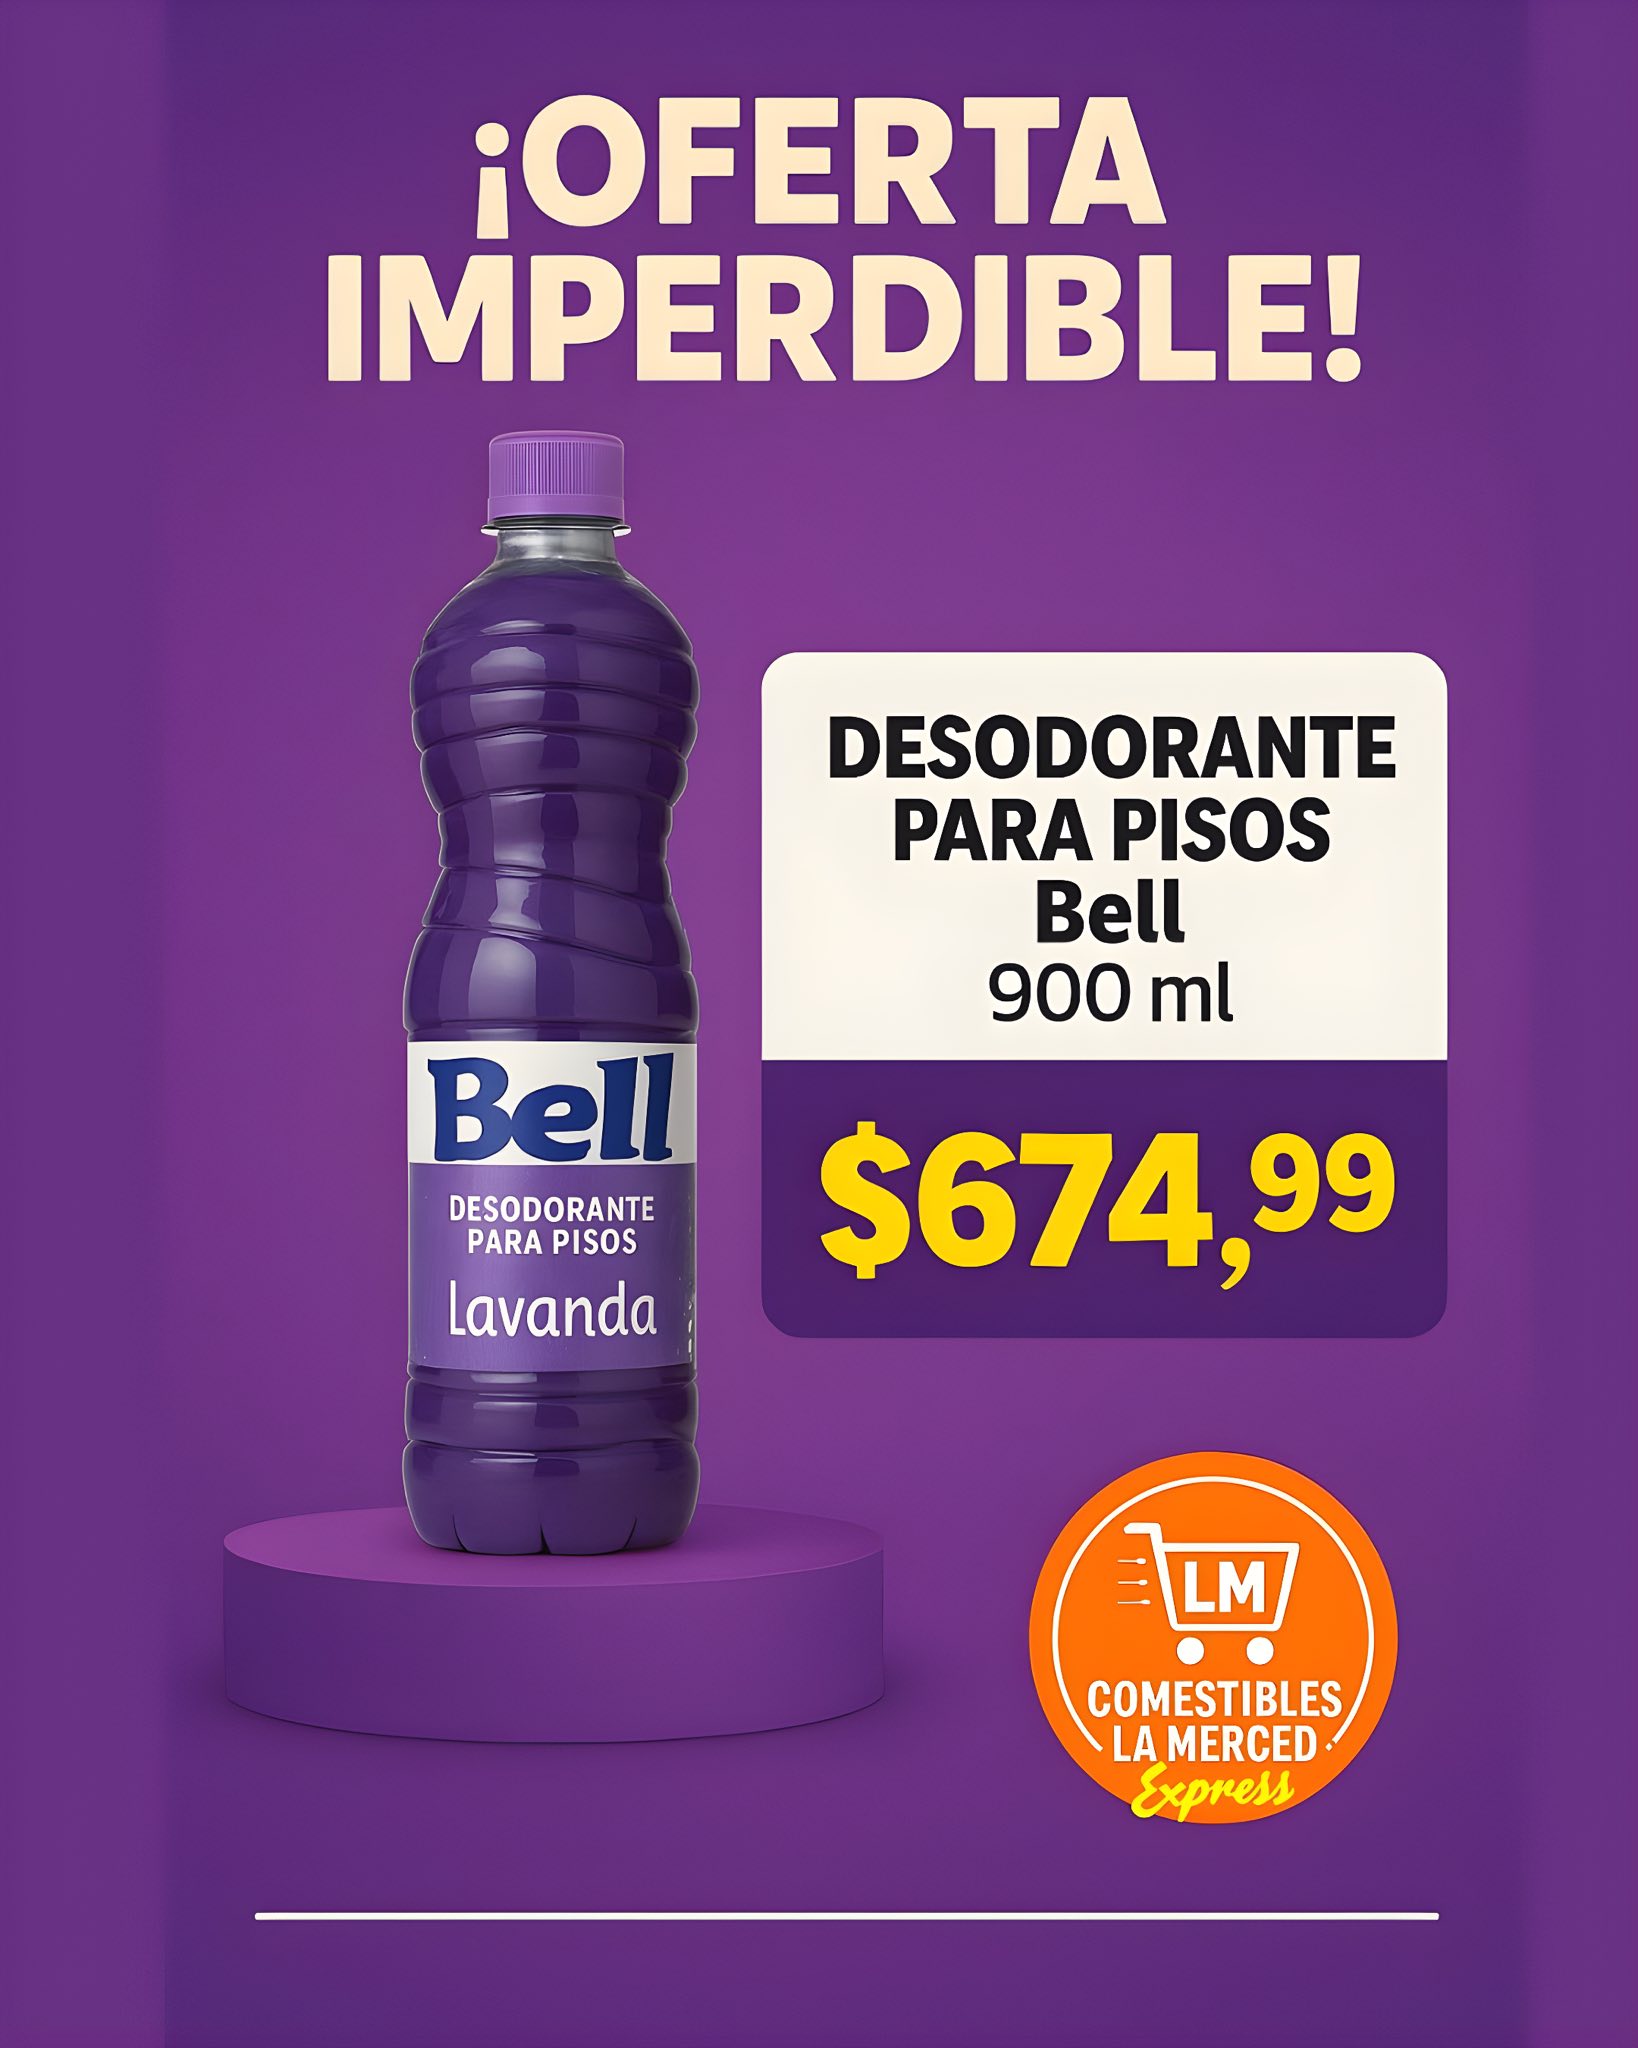 ¡OFERTA
IMPERDIBLE!
DESODORANTE
PARA PISOS
Bell
900 ml
$674,99
Bell
DESODORANTE
PARA PISOS
Lavanda
LM
COMESTIBLES
LA MERCED
Express